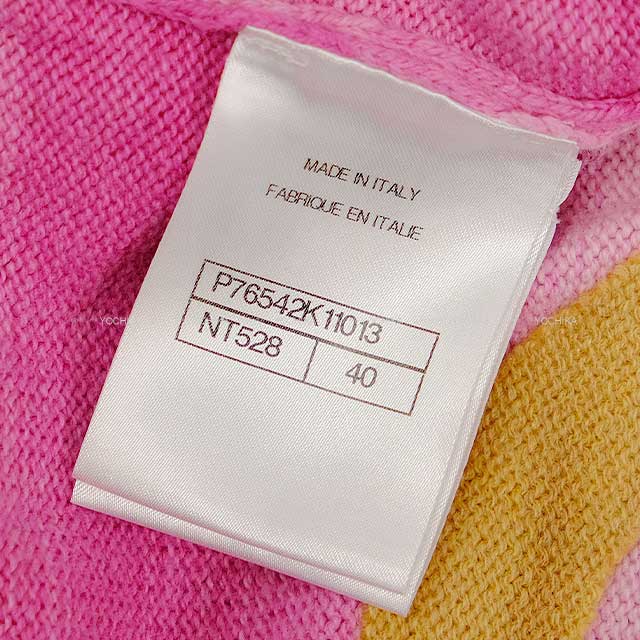 MADE IN ITALY
FABRIQUE EN ITALIE
P76542K11013
NT528
40